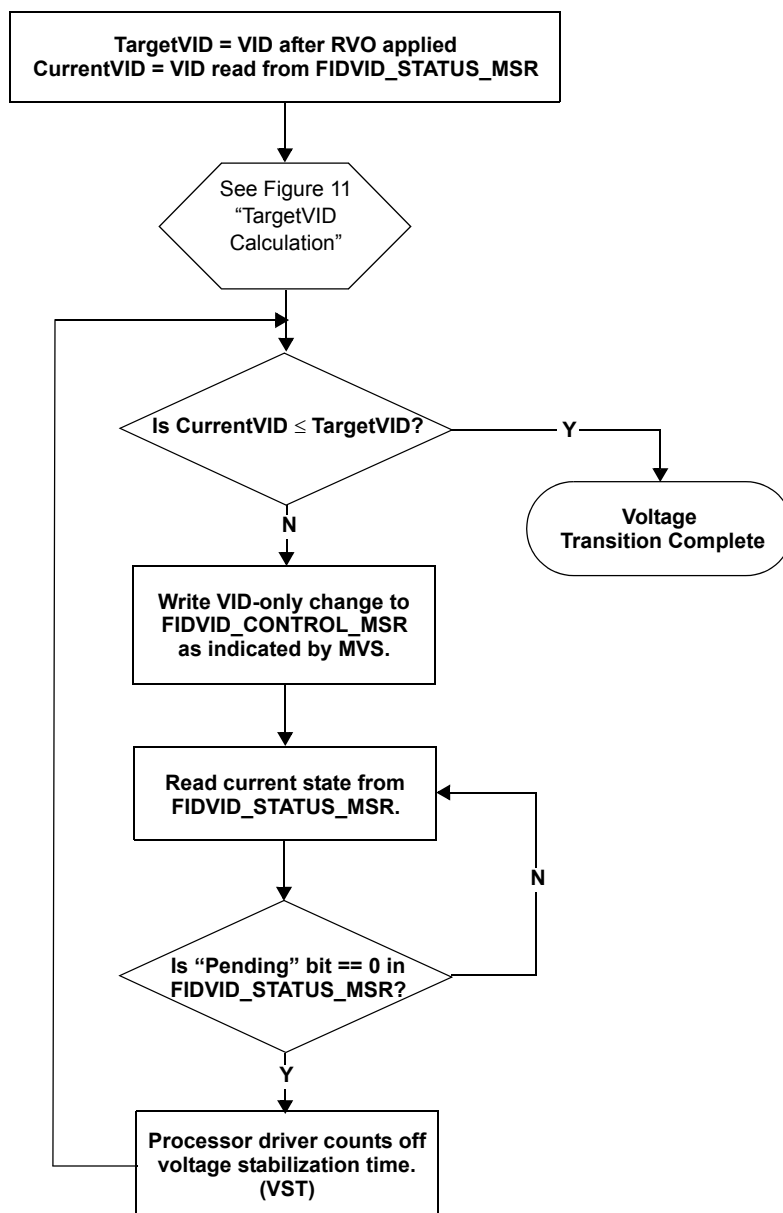 TargetVID = VID after RVO applied
CurrentVID = VID read from FIDVID_STATUS_MSR
See Figure 11
“TargetVID
Calculation”
Is CurrentVID ≤ TargetVID?
Y
Voltage
Transition Complete
N
Write VID-only change to
FIDVID_CONTROL_MSR
as indicated by MVS.
Read current state from
FIDVID_STATUS_MSR.
N
Is “Pending” bit == 0 in
FIDVID_STATUS_MSR?
Y
Processor driver counts off
voltage stabilization time.
(VST)